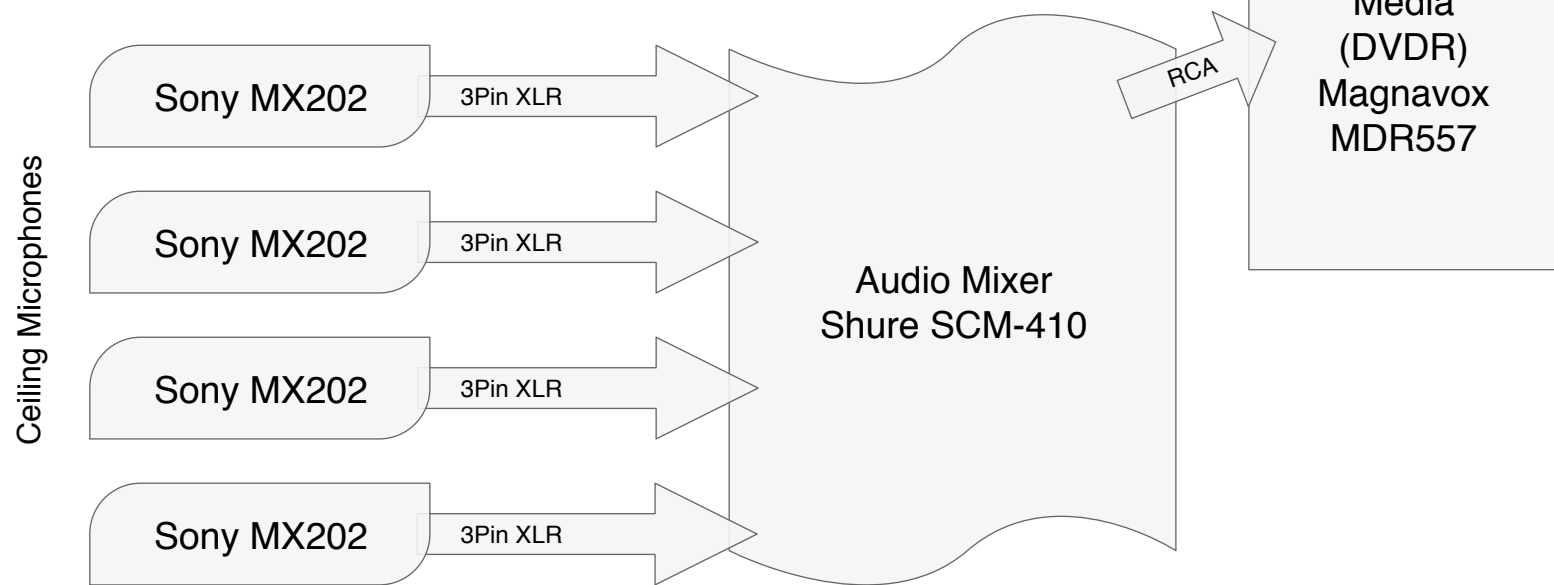 Ceiling Microphones
Sony MX202
3Pin XLR
Sony MX202
3Pin XLR
Sony MX202
3Pin XLR
Sony MX202
3Pin XLR
Audio Mixer
Shure SCM-410
RCA
Media
(DVDR)
Magnavox
MDR557